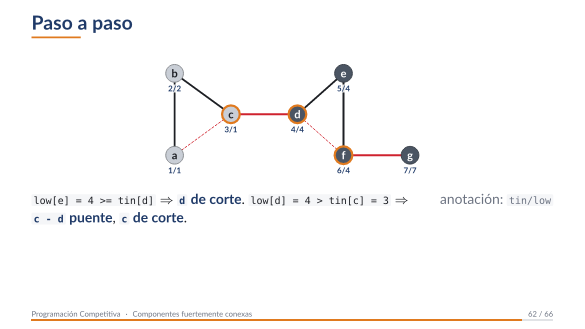 Paso a paso
b
2/2
e
5/4
c
3/1
d
4/4
a
1/1
f
6/4
g
7/7
low[e] = 4 >= tin[d] ⇒ d de corte. low[d] = 4 > tin[c] = 3 ⇒
c - d puente, c de corte.
anotación: tin/low
Programación Competitiva · Componentes fuertemente conexas
62 / 66